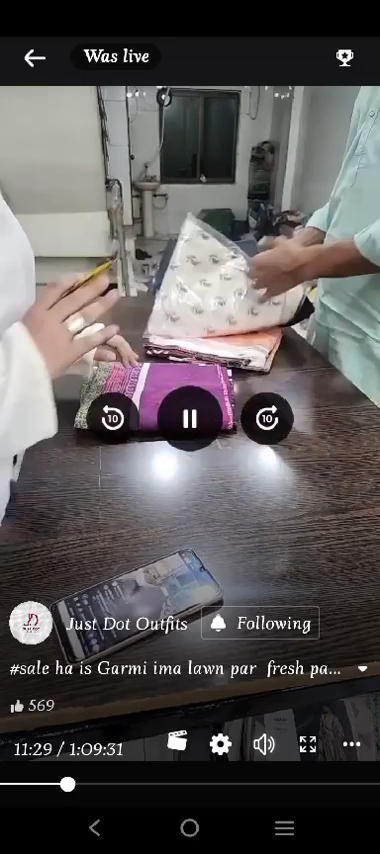 Was live
10
10
Just Dot Outfits
Following
#sale ha is Garmi ima lawn par fresh pa...
569
11:29 / 1:09:31